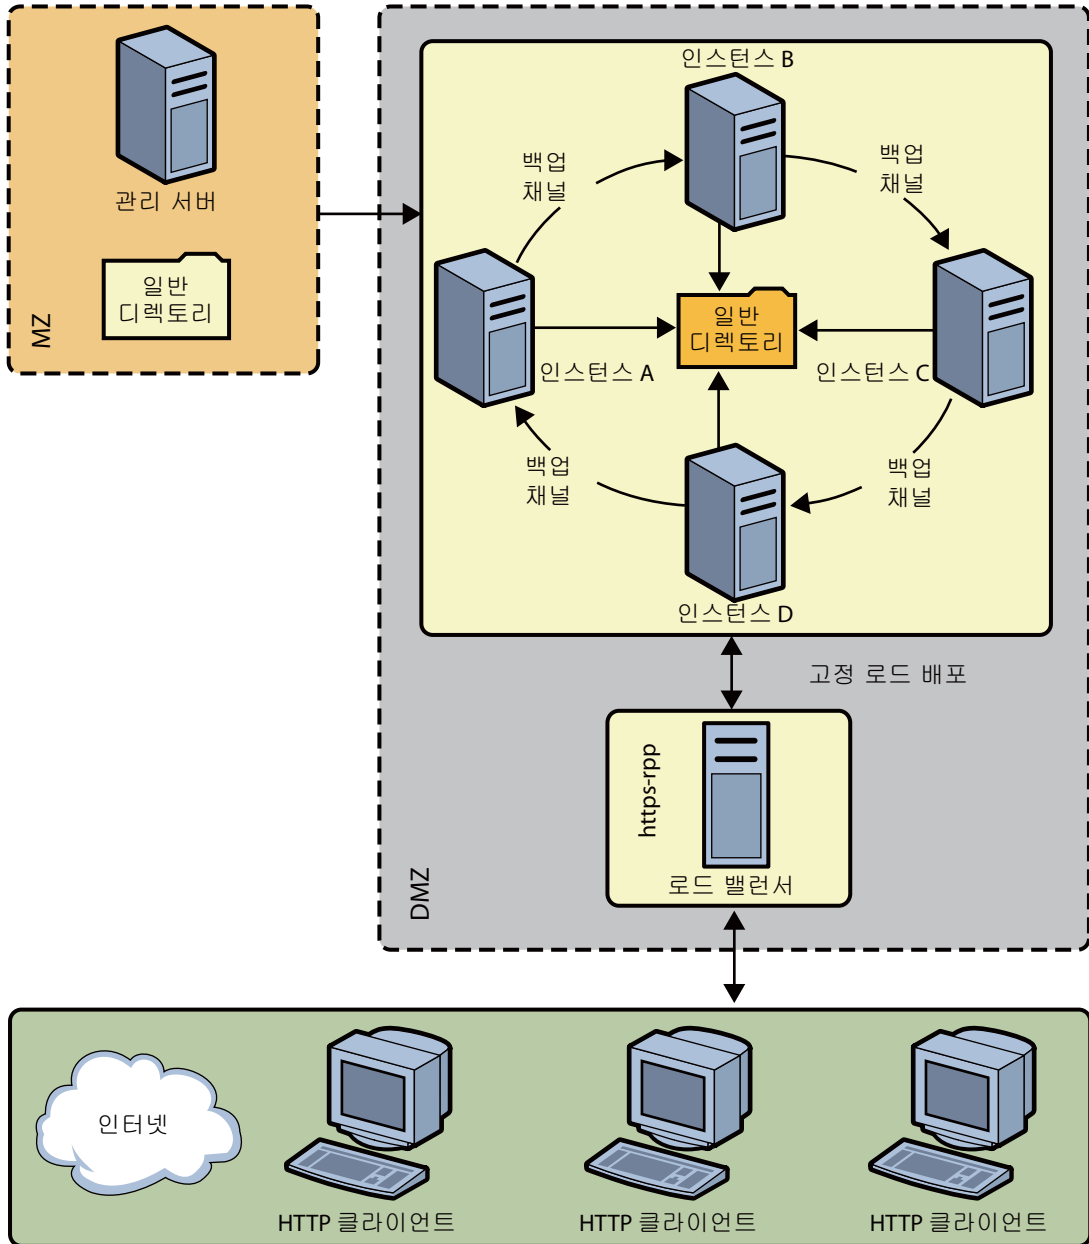 관리 서버
일반
디렉토리
MZ
인스턴스 B
백업
채널
백업
채널
일반
디렉토리
인스턴스 A
인스턴스 C
백업
채널
백업
채널
인스턴스 D
고정 로드 배포
https-rpp
로드 밸런서
DMZ
인터넷
HTTP 클라이언트
HTTP 클라이언트
HTTP 클라이언트